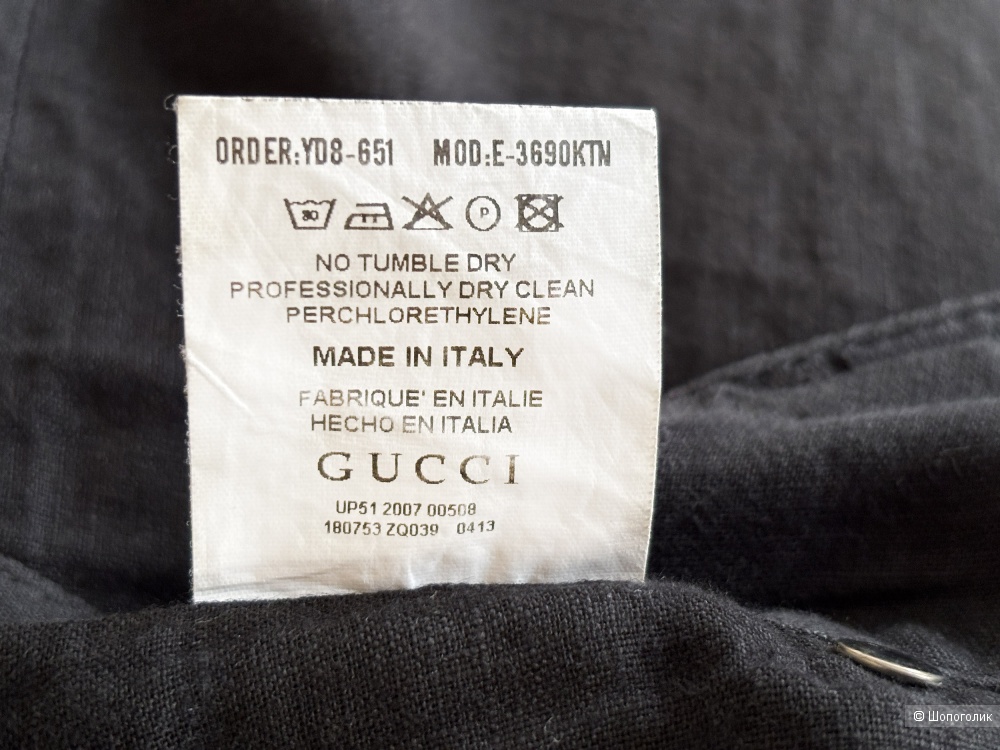 ORDER:YD8-651 MOD:E-3690KTN
30
P
NO TUMBLE DRY
PROFESSIONALLY DRY CLEAN
PERCHLORETHYLENE
MADE IN ITALY
FABRIQUE' EN ITALIE
HECHO EN ITALIA
GUCCI
UP51 2007 00508
180753 ZQ039 0413
© Шопоголик